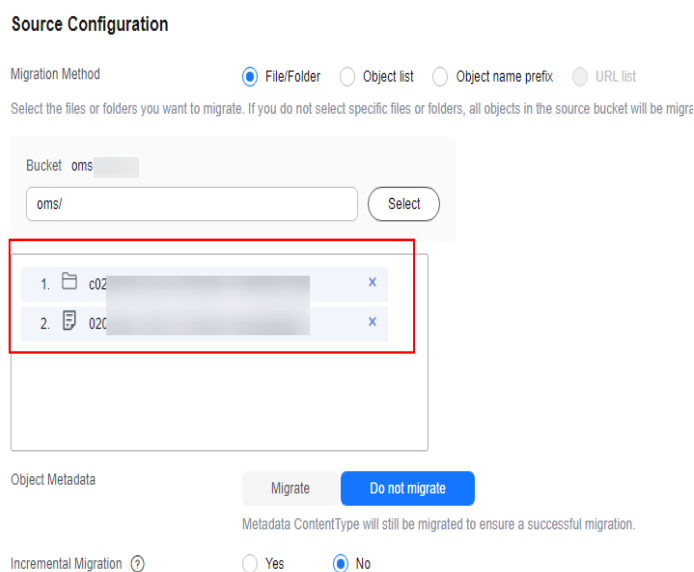 Source Configuration
Migration Method File/Folder Object list Object name prefix URL list
Select the files or folders you want to migrate. If you do not select specific files or folders, all objects in the source bucket will be migra
Bucket oms
oms/ Select
1. c02
2. 020
Object Metadata Migrate Do not migrate
Metadata ContentType will still be migrated to ensure a successful migration.
Incremental Migration ? Yes No